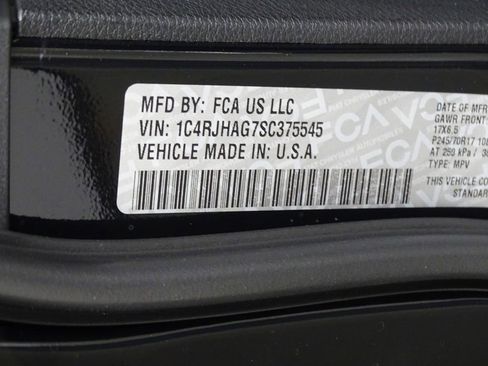 MFD BY: FCA US LLC
VIN: 1C4RJHAG7SC375545
VEHICLE MADE IN: U.S.A.
DATE OF MFR
GAWR FRONT:
17X6.5
P245/70R17
AT 250 kPa /
TYPE: MPV
THIS VEHICLE CO
STANDAR